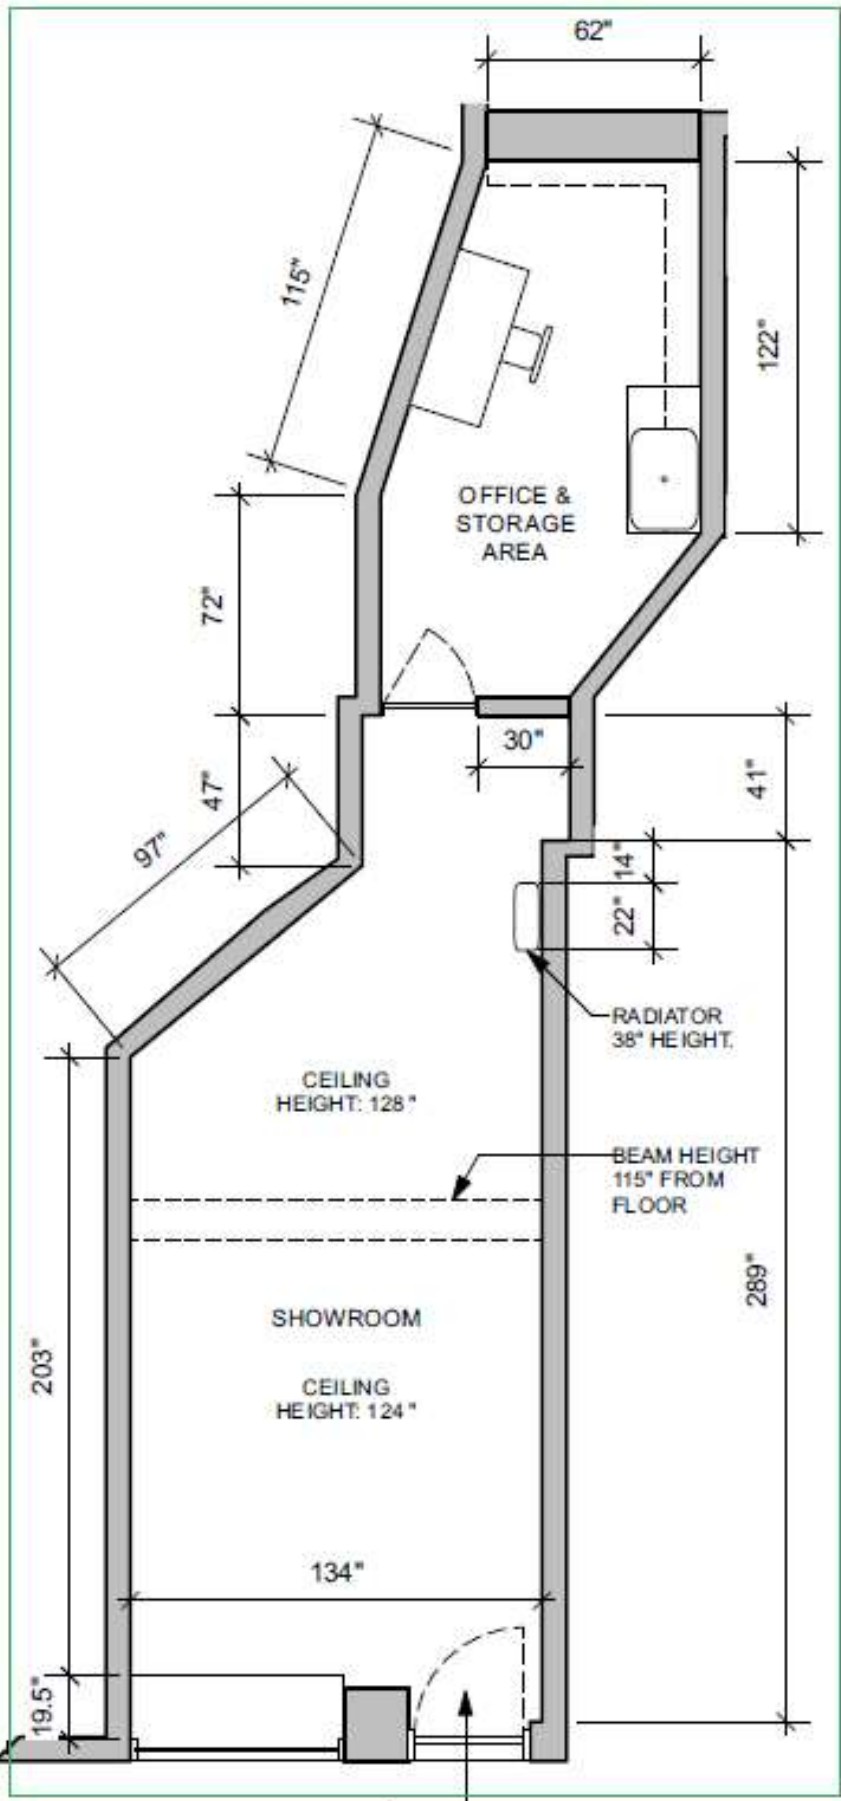 62"
115"
122"
OFFICE &
STORAGE
AREA
72"
30"
47"
41"
97"
14"
22"
RADIATOR
38" HEIGHT.
CEILING
HEIGHT: 128"
BEAM HEIGHT
115" FROM
FLOOR
289"
SHOWROOM
203"
CEILING
HEIGHT: 124"
134"
19.5"